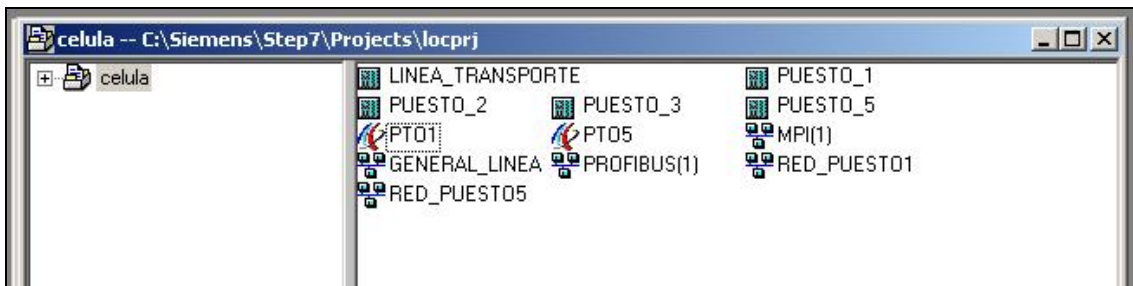 celula -- C:\Siemens\Step7\Projects\locprj
celula
LINEA_TRANSPORTE PUESTO_1
PUESTO_2 PUESTO_3 PUESTO_5
PTO1 PTO5 MPI(1)
GENERAL_LINEA PROFIBUS(1) RED_PUESTO1
RED_PUESTO5